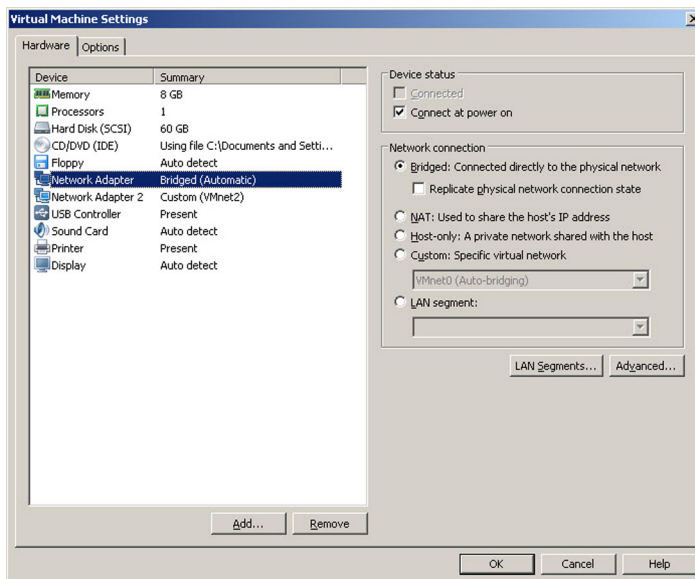 Virtual Machine Settings
Hardware Options
Device Summary
Memory 8 GB
Processors 1
Hard Disk (SCSI) 60 GB
CD/DVD (IDE) Using file C:\Documents and Setti...
Floppy Auto detect
Network Adapter Bridged (Automatic)
Network Adapter 2 Custom (VMnet2)
USB Controller Present
Sound Card Auto detect
Printer Present
Display Auto detect
Add... Remove
Device status
Connected
Connect at power on
Network connection
Bridged: Connected directly to the physical network
Replicate physical network connection state
NAT: Used to share the host's IP address
Host-only: A private network shared with the host
Custom: Specific virtual network
VMnet0 (Auto-bridging)
LAN segment:
LAN Segments... Advanced...
OK Cancel Help